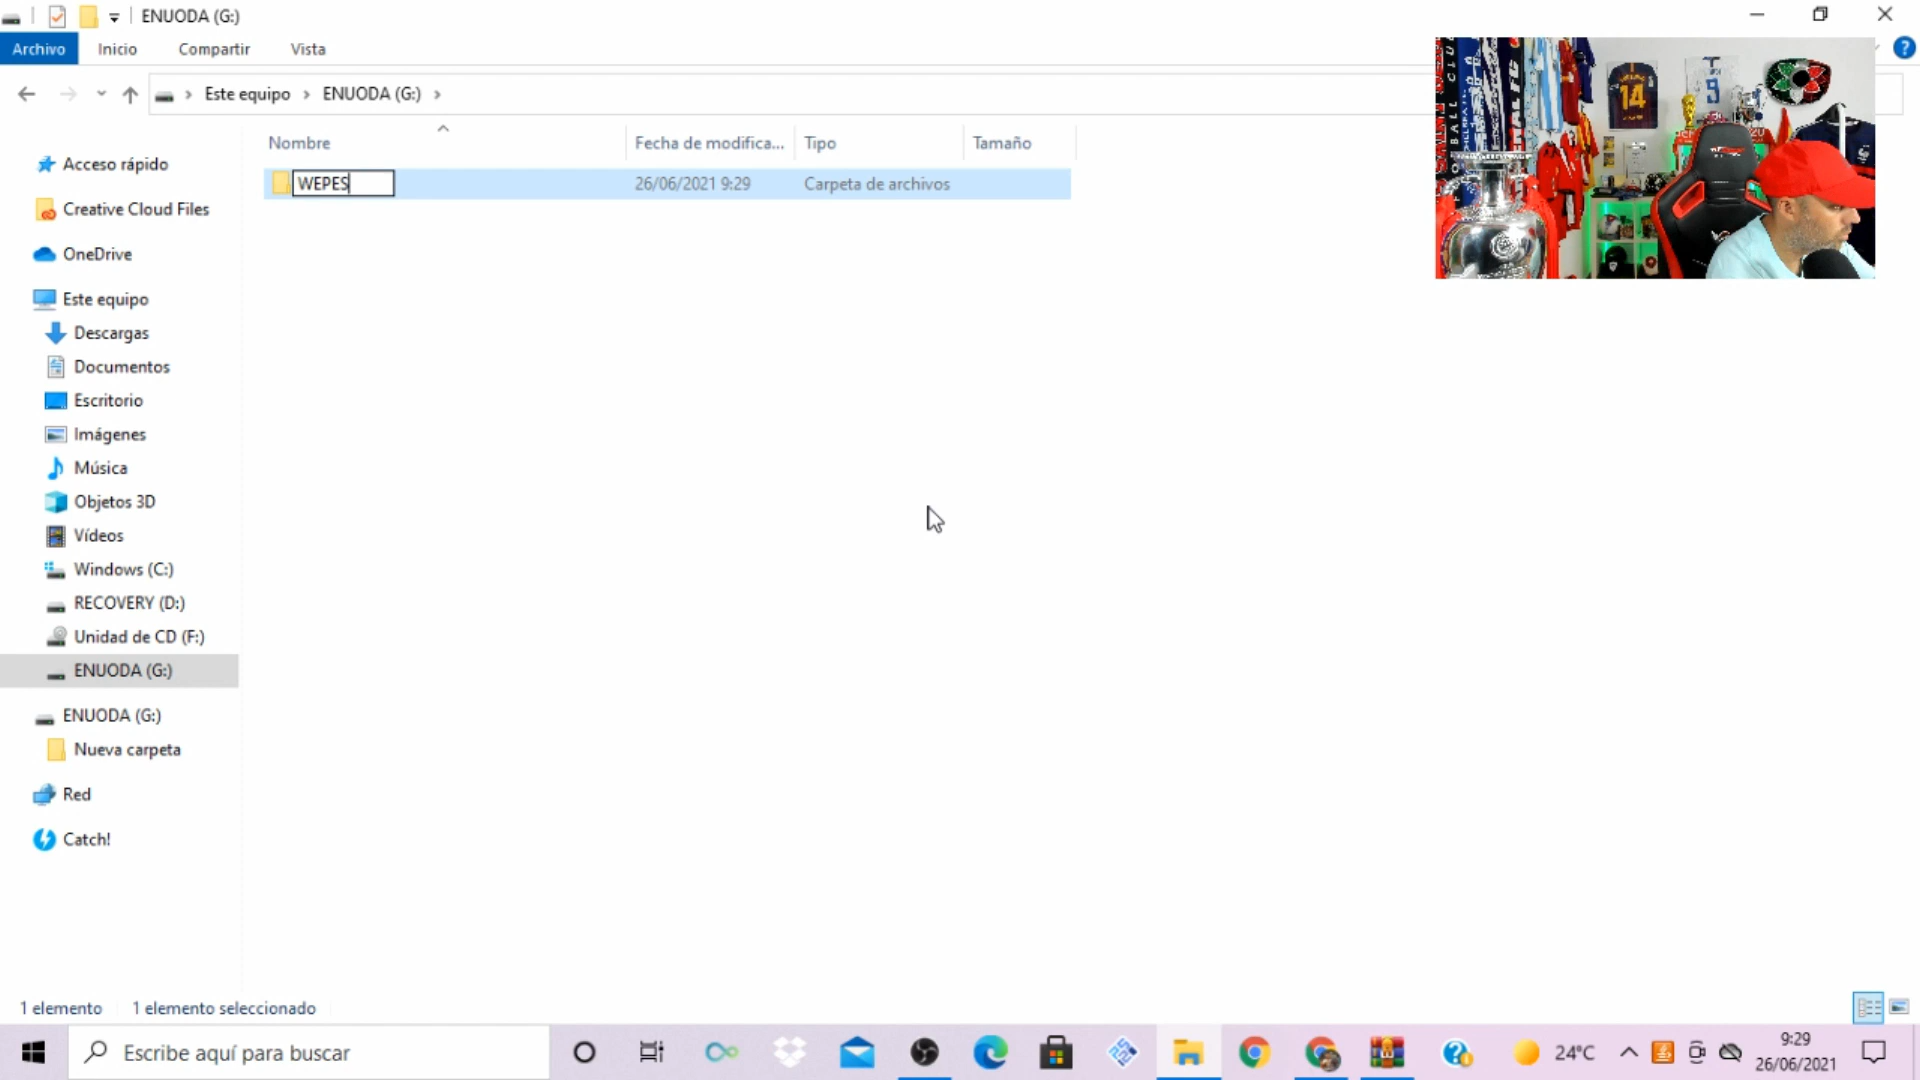 ENUODA (G:)
Archivo Inicio Compartir Vista
Este equipo ENUODA (G:)
Nombre Fecha de modifica... Tipo Tamaño
WEPES 26/06/2021 9:29 Carpeta de archivos
Acceso rápido
Creative Cloud Files
OneDrive
Este equipo
Descargas
Documentos
Escritorio
Imágenes
Música
Objetos 3D
Vídeos
Windows (C:)
RECOVERY (D:)
Unidad de CD (F:)
ENUODA (G:)
ENUODA (G:)
Nueva carpeta
Red
Catch!
14
9
1 elemento 1 elemento seleccionado
Escribe aquí para buscar
24°C
9:29
26/06/2021